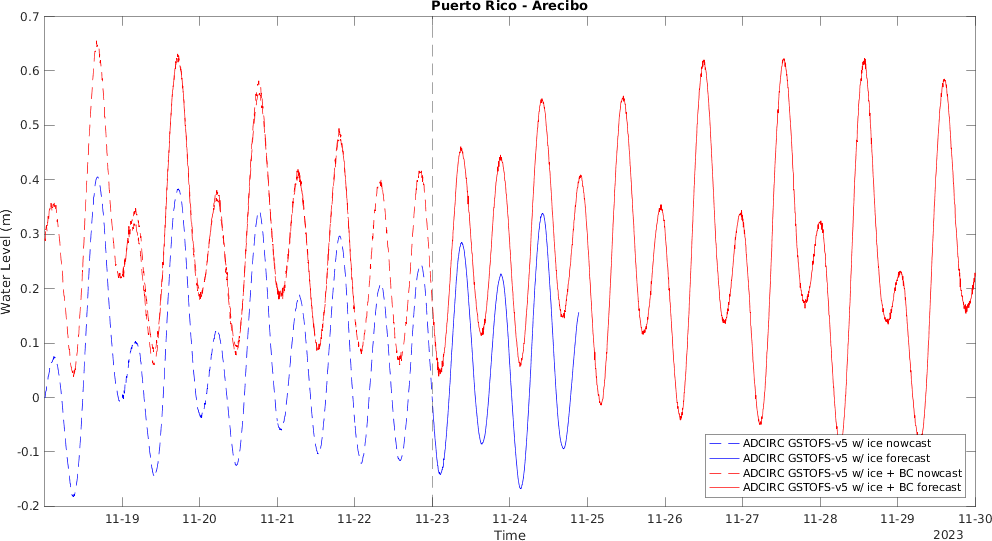 Puerto Rico - Arecibo
0.7
0.6
0.5
0.4
0.3
0.2
0.1
0
-0.1
-0.2
Water Level (m)
ADCIRC GSTOFS-v5 w/ ice nowcast
ADCIRC GSTOFS-v5 w/ ice forecast
ADCIRC GSTOFS-v5 w/ ice + BC nowcast
ADCIRC GSTOFS-v5 w/ ice + BC forecast
11-19 11-20 11-21 11-22 11-23 11-24 11-25 11-26 11-27 11-28 11-29 11-30
Time
2023